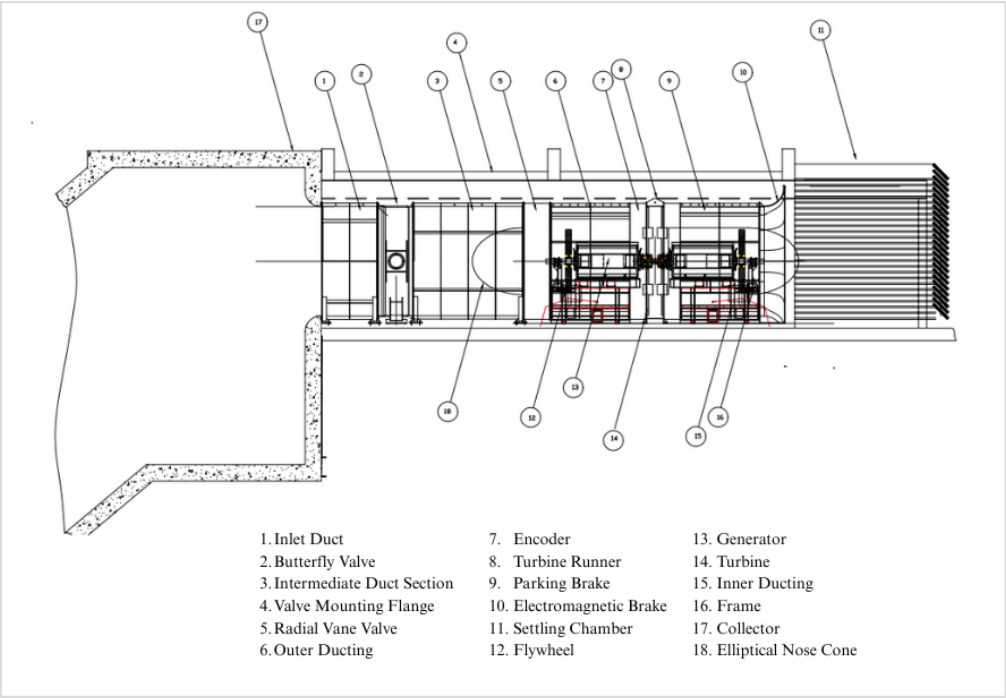 17
11
4
8
10
2
1
3
5
6
7
9
13
18
12
16
15
14
1. Inlet Duct
2. Butterfly Valve
3. Intermediate Duct Section
4. Valve Mounting Flange
5. Radial Vane Valve
6. Outer Ducting
7. Encoder
8. Turbine Runner
9. Parking Brake
10. Electromagnetic Brake
11. Settling Chamber
12. Flywheel
13. Generator
14. Turbine
15. Inner Ducting
16. Frame
17. Collector
18. Elliptical Nose Cone